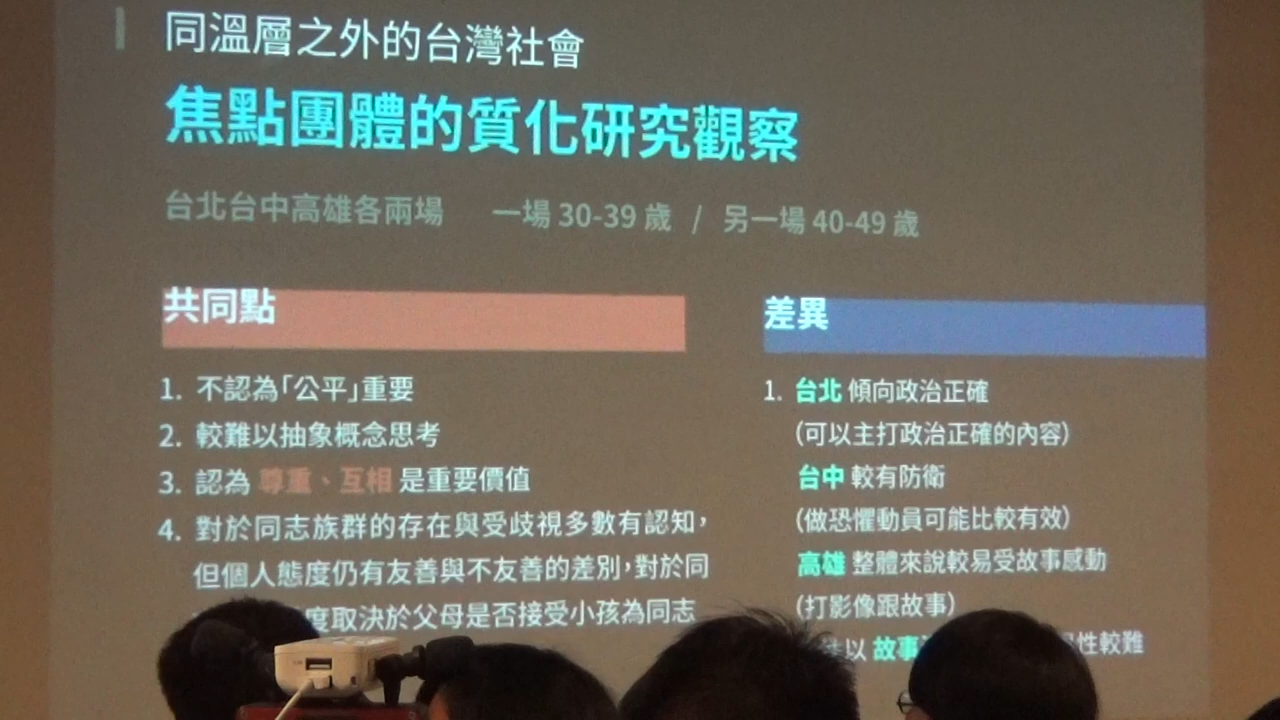 同溫層之外的台灣社會
焦點團體的質化研究觀察
台北台中高雄各兩場 一場 30-39 歲 / 另一場 40-49 歲
共同點
1. 不認為「公平」重要
2. 較難以抽象概念思考
3. 認為 尊重、互相 是重要價值
4. 對於同志族群的存在與受歧視多數有認知,
但個人態度仍有友善與不友善的差別,對於同
度取決於父母是否接受小孩為同志
差異
1. 台北 傾向政治正確
(可以主打政治正確的內容)
台中 較有防衛
(做恐懼動員可能比較有效)
高雄 整體來說較易受故事感動
(打影像跟故事)
以 故事 性較難